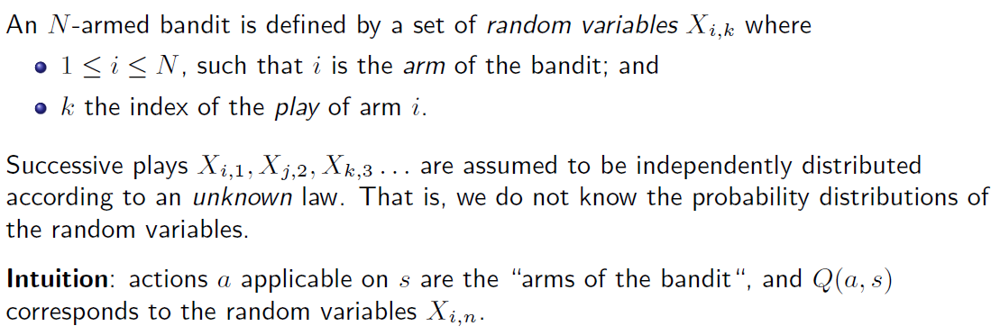 An N-armed bandit is defined by a set of random variables X_{i,k} where
• 1 ≤ i ≤ N, such that i is the arm of the bandit; and
• k the index of the play of arm i.
Successive plays X_{i,1}, X_{j,2}, X_{k,3} ... are assumed to be independently distributed
according to an unknown law. That is, we do not know the probability distributions of
the random variables.
Intuition: actions a applicable on s are the “arms of the bandit“, and Q(a, s)
corresponds to the random variables X_{i,n}.